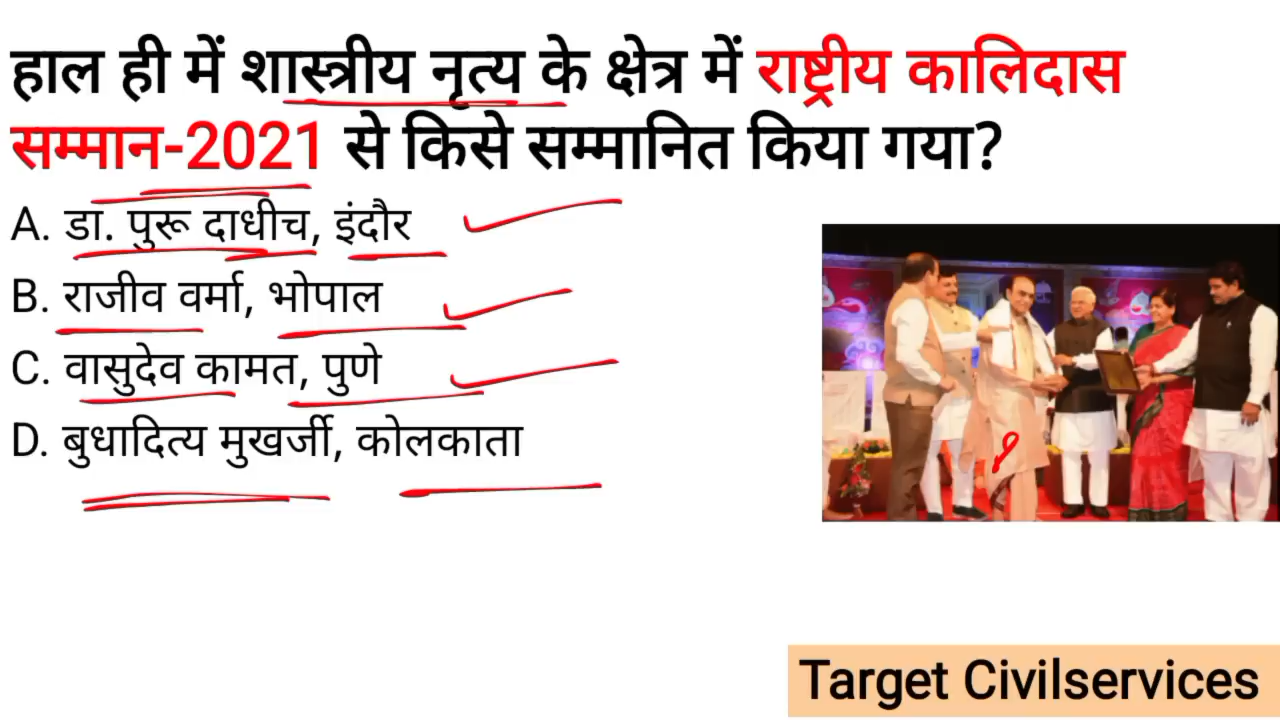 हाल ही में शास्त्रीय नृत्य के क्षेत्र में राष्ट्रीय कालिदास
सम्मान-2021 से किसे सम्मानित किया गया?
A. डा. पुरू दाधीच, इंदौर
B. राजीव वर्मा, भोपाल
C. वासुदेव कामत, पुणे
D. बुधादित्य मुखर्जी, कोलकाता
Target Civilservices